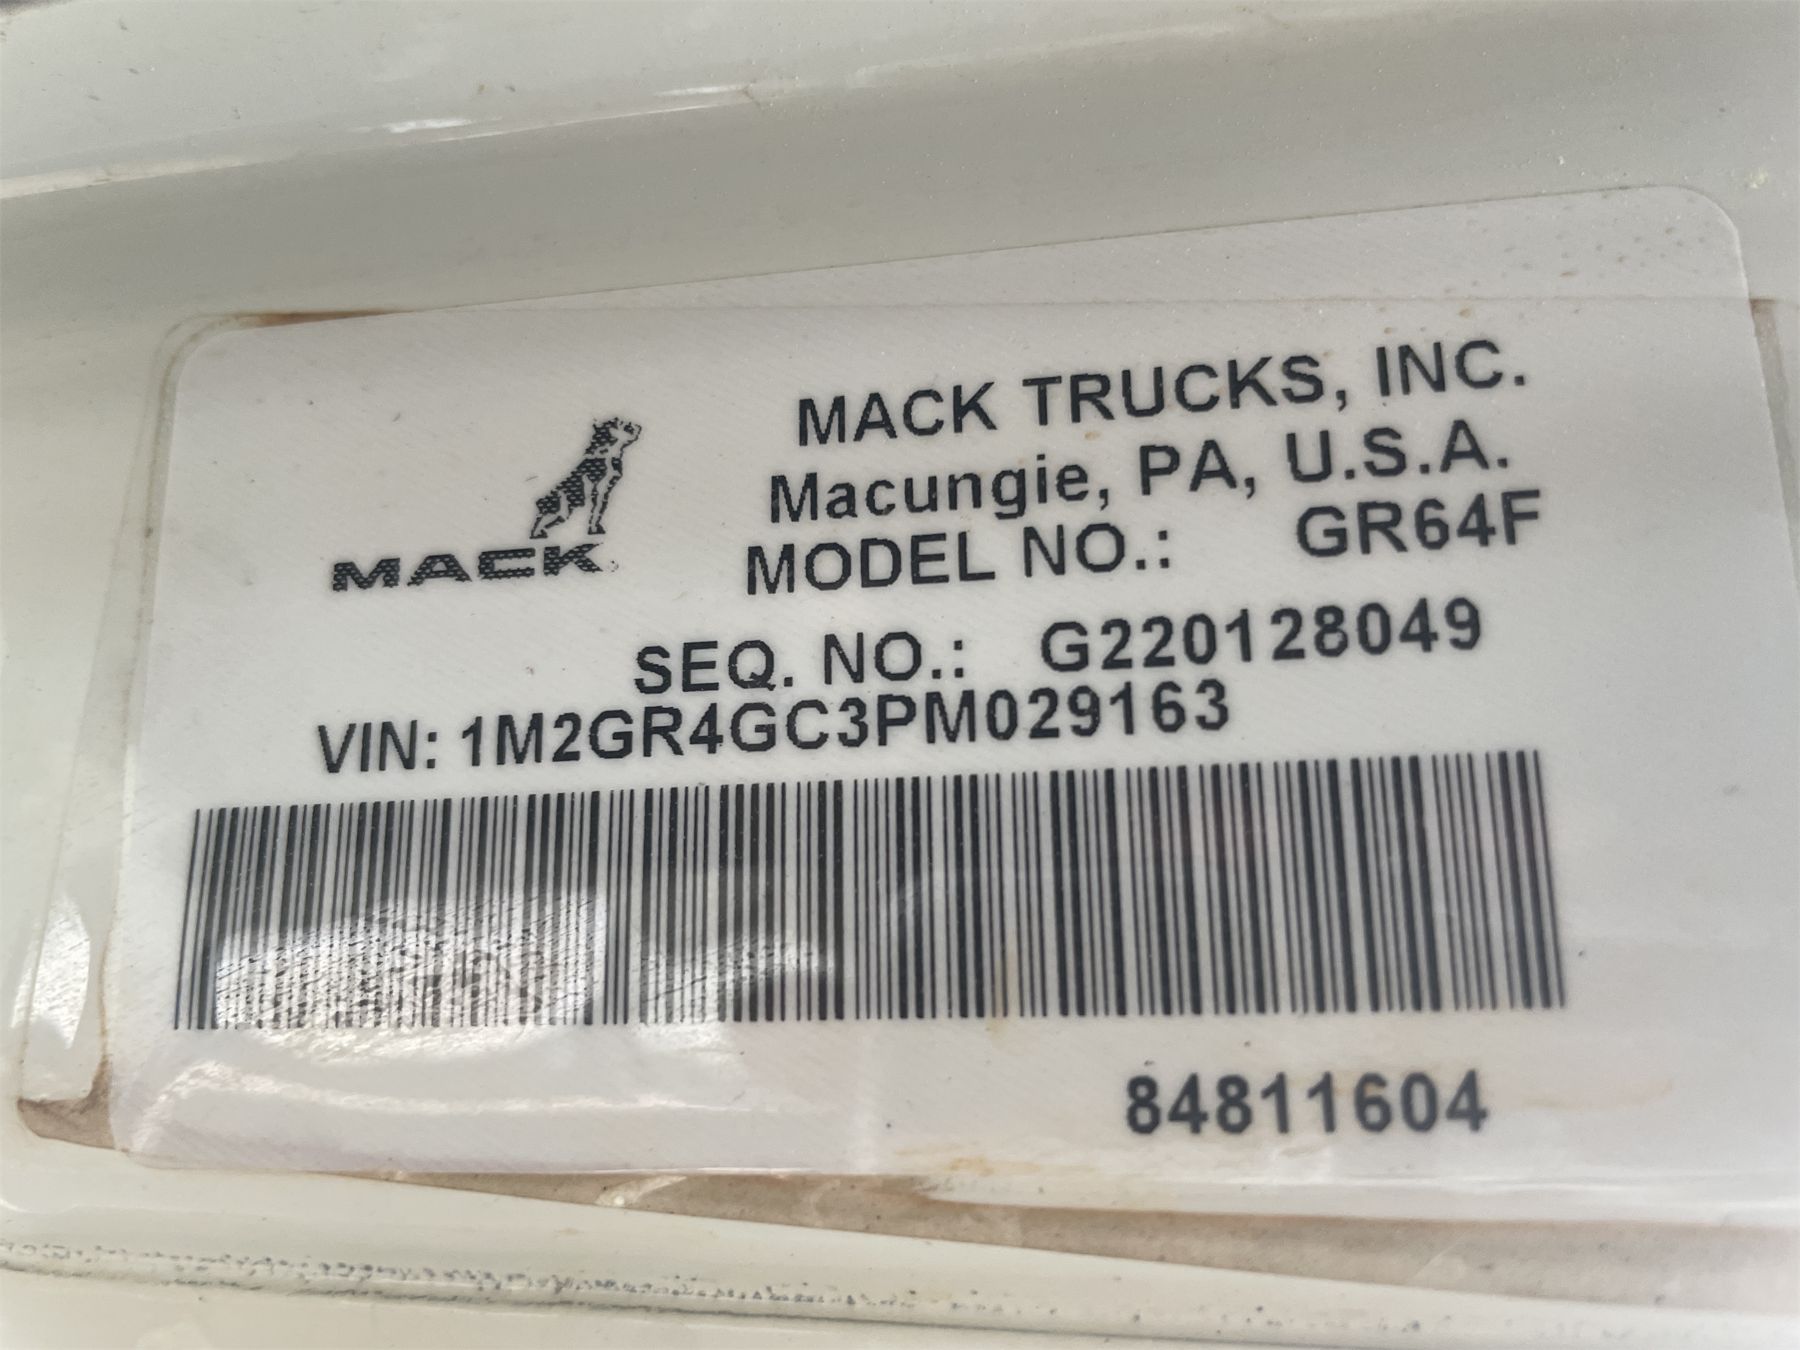 MACK TRUCKS, INC.
Macungie, PA, U.S.A.
MACK
MODEL NO.: GR64F
SEQ. NO.: G220128049
VIN: 1M2GR4GC3PM029163
84811604